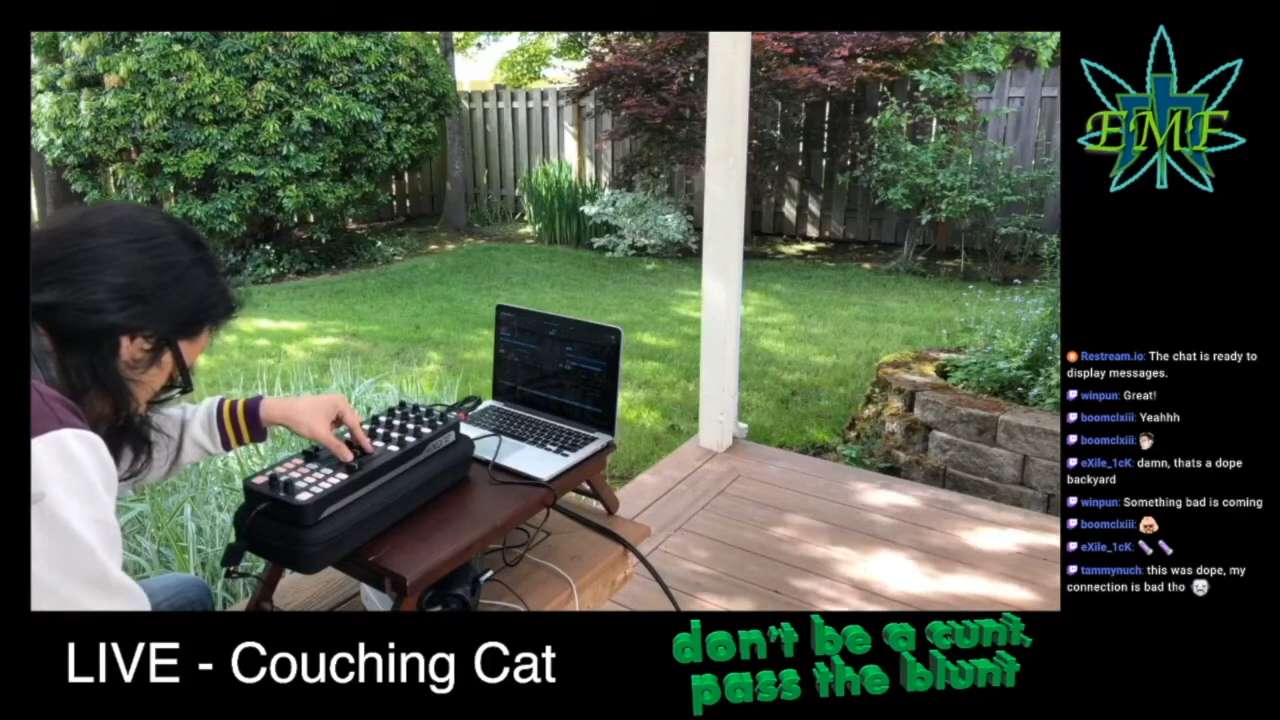 EMF
Restream.io: The chat is ready to
display messages.
winpun: Great!
boomclxiii: Yeahhh
boomclxiii:
eXile_1cK: damn, thats a dope
backyard
winpun: Something bad is coming
boomclxiii:
eXile_1cK:
tammynuch: this was dope, my
connection is bad tho
LIVE - Couching Cat
don't be a cunt,
pass the blunt